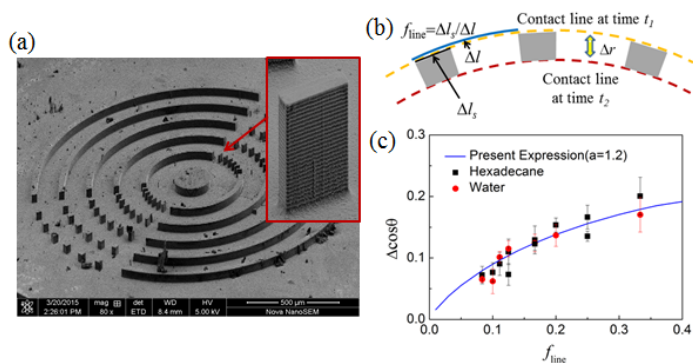 (a)
3/20/2015 mag WD HV 500 μm
2:26:01 PM 80 x ETD 8.4 mm 5.00 kV Nova NanoSEM
(b)
fline=Δls/Δl
Contact line at time t1
Δl
Δr
Δls
Contact line
at time t2
(c)
Present Expression(a=1.2)
Hexadecane
Water
Δcosθ
0.3
0.2
0.1
0.0
0.0 0.1 0.2 0.3 0.4
fline